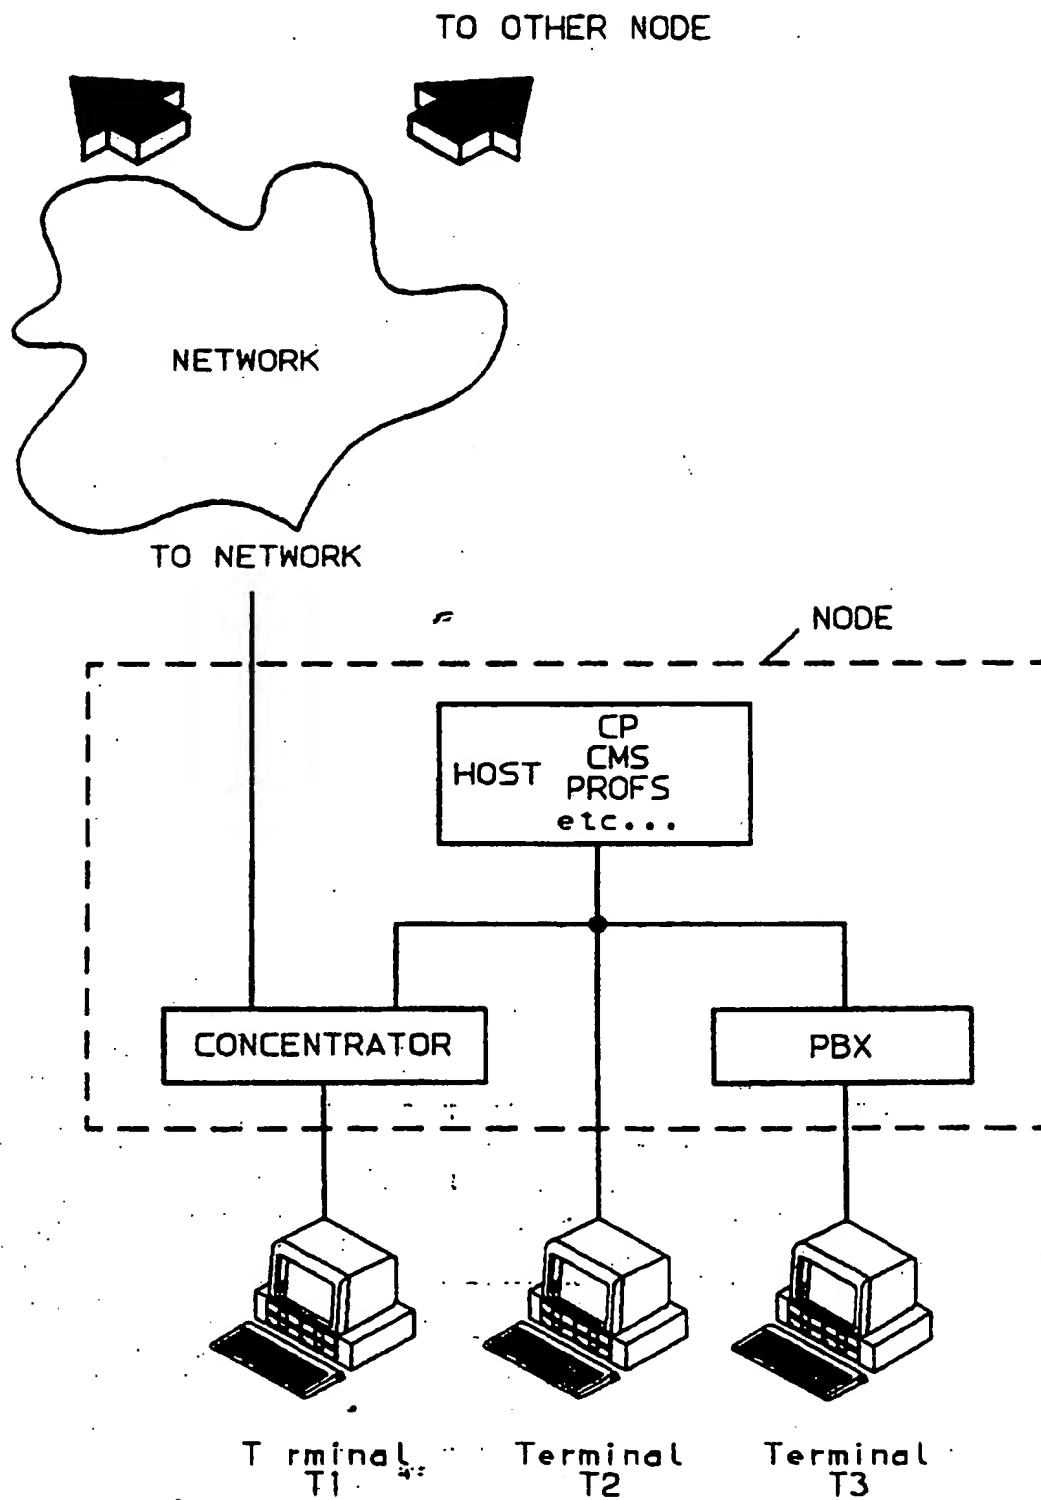 TO OTHER NODE
NETWORK
TO NETWORK
NODE
CP
CMS
HOST
PROFS
etc...
CONCENTRATOR
PBX
T rminal
T1
Terminal
T2
Terminal
T3